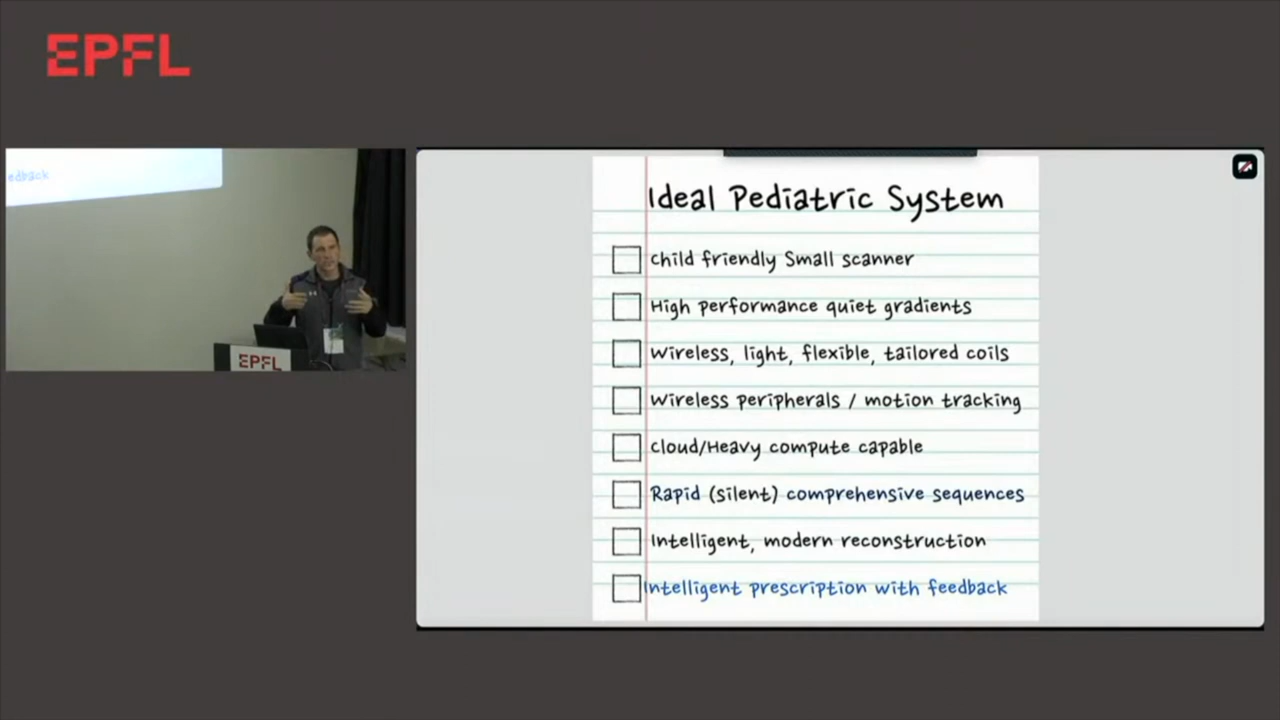 EPFL
edback
EPFL
Ideal Pediatric System
Child friendly Small scanner
High performance quiet gradients
Wireless, light, flexible, tailored coils
Wireless peripherals / motion tracking
Cloud/Heavy compute capable
Rapid (silent) comprehensive sequences
Intelligent, modern reconstruction
Intelligent prescription with feedback